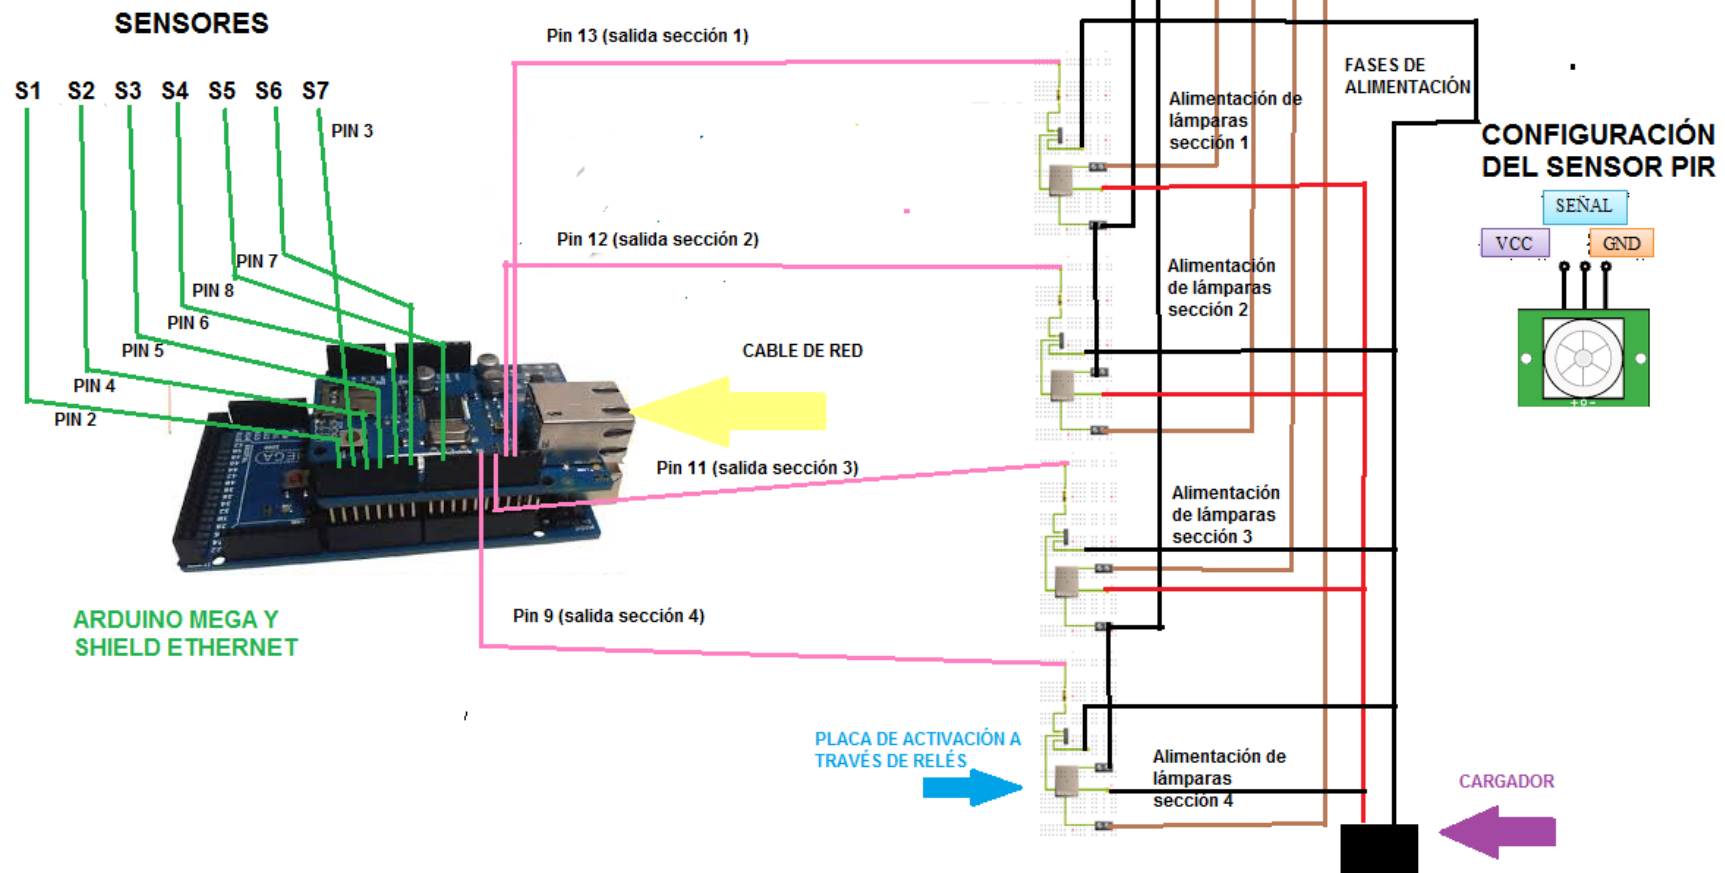 SENSORES
S1 S2 S3 S4 S5 S6 S7
PIN 3
PIN 7
PIN 8
PIN 6
PIN 5
PIN 4
PIN 2
ARDUINO MEGA Y
SHIELD ETHERNET
Pin 13 (salida sección 1)
Pin 12 (salida sección 2)
CABLE DE RED
Pin 11 (salida sección 3)
Pin 9 (salida sección 4)
PLACA DE ACTIVACIÓN A
TRAVÉS DE RELÉS
Alimentación de
lámparas
sección 1
Alimentación
de lámparas
sección 2
Alimentación
de lámparas
sección 3
Alimentación de
lámparas
sección 4
FASES DE
ALIMENTACIÓN
CONFIGURACIÓN
DEL SENSOR PIR
SEÑAL
VCC
GND
CARGADOR